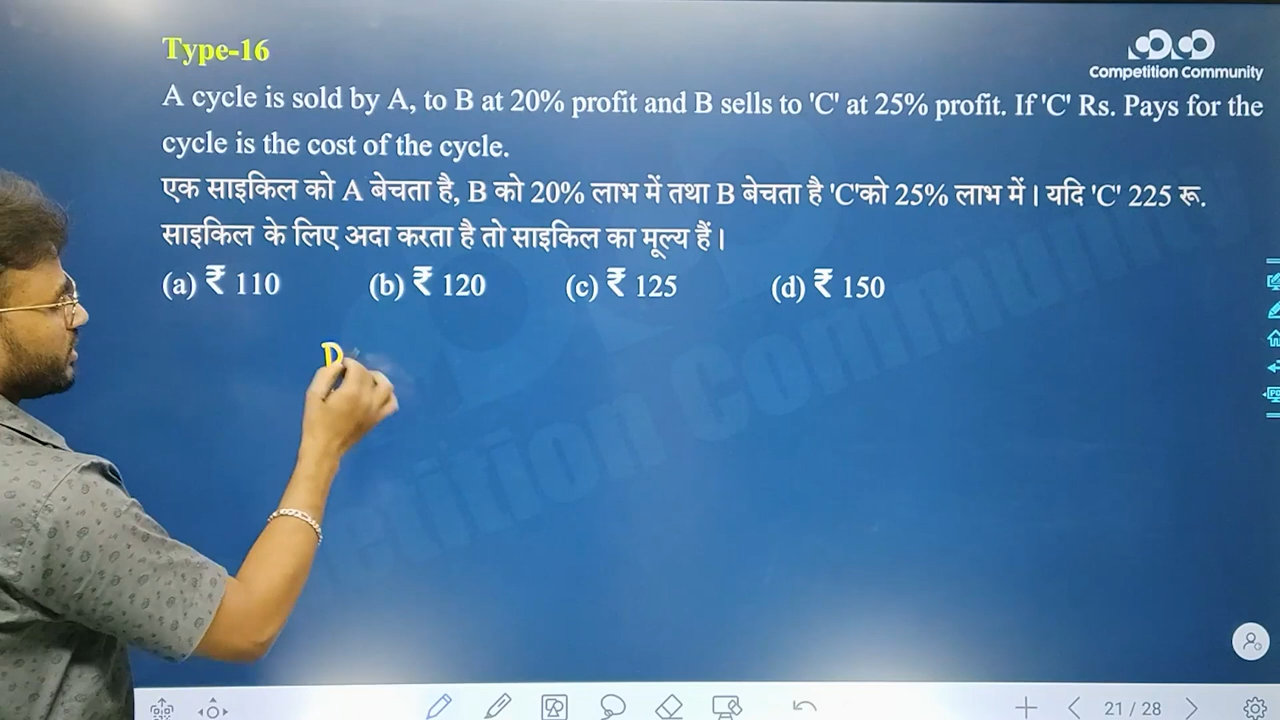 Type-16
Competition Community
A cycle is sold by A, to B at 20% profit and B sells to 'C' at 25% profit. If 'C' Rs. Pays for the
cycle is the cost of the cycle.
एक साइकिल को A बेचता है, B को 20% लाभ में तथा B बेचता है 'C'को 25% लाभ में। यदि 'C' 225 रू.
साइकिल के लिए अदा करता है तो साइकिल का मूल्य हैं।
(a) ₹ 110 (b) ₹ 120 (c) ₹ 125 (d) ₹ 150
21 / 28